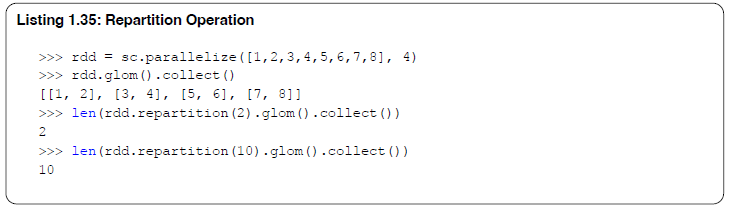 Listing 1.35: Repartition Operation
>>> rdd = sc.parallelize([1,2,3,4,5,6,7,8], 4)
>>> rdd.glom().collect()
[[1, 2], [3, 4], [5, 6], [7, 8]]
>>> len(rdd.repartition(2).glom().collect())
2
>>> len(rdd.repartition(10).glom().collect())
10